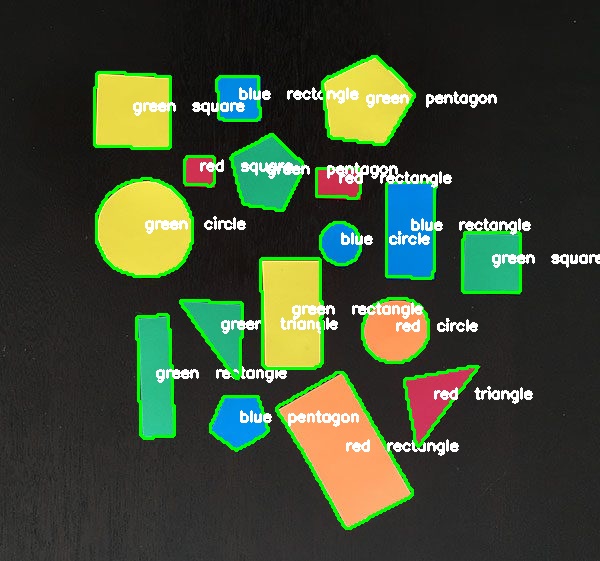 blue rectangle
green pentagon
green square
red square
green pentagon
red rectangle
green circle
blue rectangle
blue circle
green square
green rectangle
green triangle
red circle
green rectangle
red triangle
blue pentagon
red rectangle